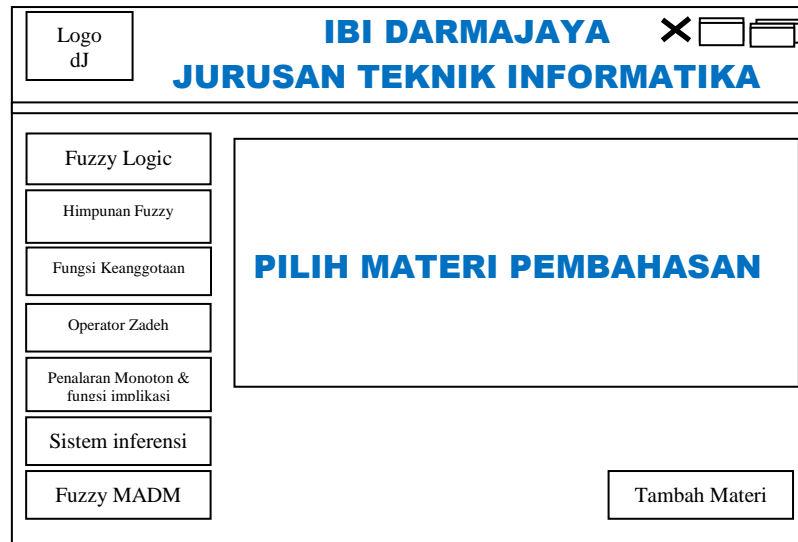 Logo
dJ
IBI DARMAJAYA
JURUSAN TEKNIK INFORMATIKA
Fuzzy Logic
Himpunan Fuzzy
Fungsi Keanggotaan
Operator Zadeh
Penalaran Monoton &
fungsi implikasi
Sistem inferensi
Fuzzy MADM
PILIH MATERI PEMBAHASAN
Tambah Materi